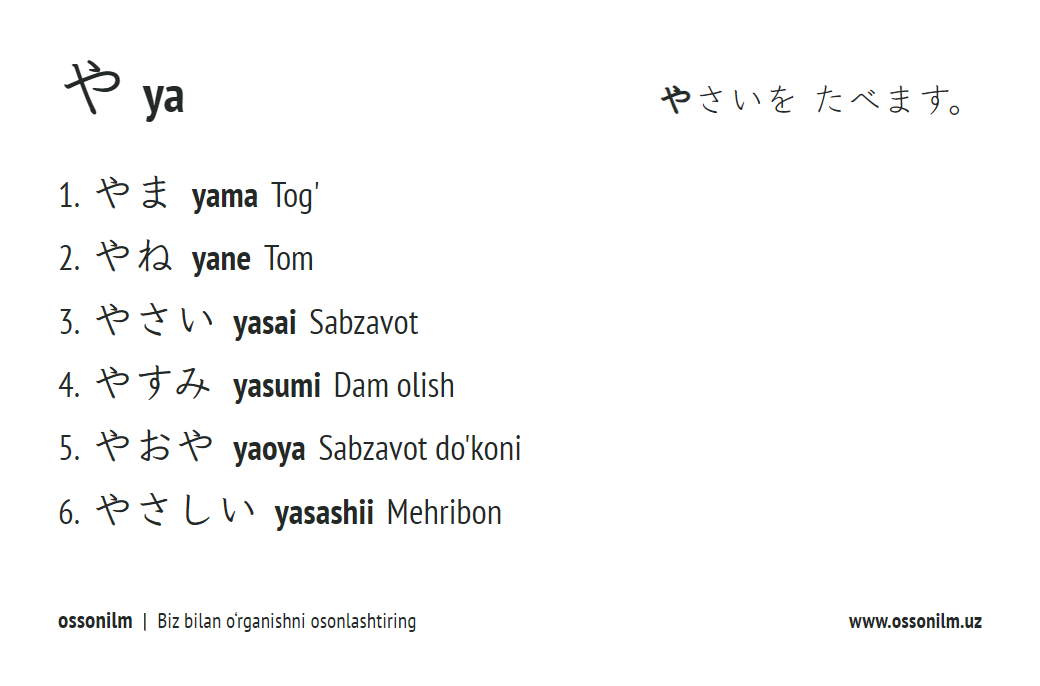 や ya
やさいを たべます。
1. やま yama Tog'
2. やね yane Tom
3. やさい yasai Sabzavot
4. やすみ yasumi Dam olish
5. やおや yaoya Sabzavot do'koni
6. やさしい yasashii Mehribon
ossonilm | Biz bilan o‘rganishni osonlashtiring
www.ossonilm.uz